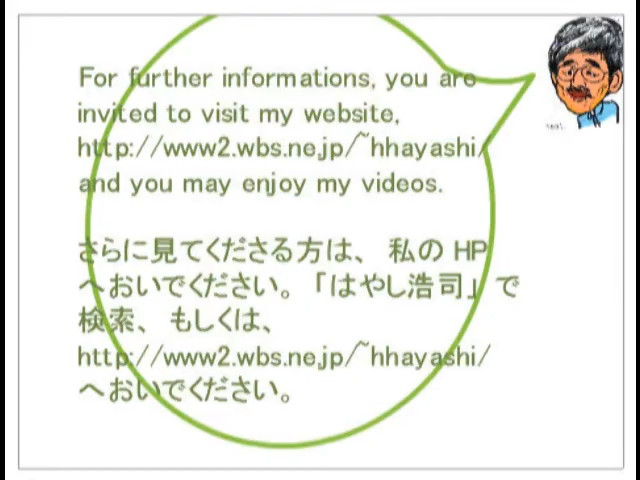 For further informations, you are
invited to visit my website,
http://www2.wbs.ne.jp/~hhayashi/
and you may enjoy my videos.
さらに見てくださる方は、 私の HP
へおいでください。「はやし浩司」 で
検索、 もしくは、
http://www2.wbs.ne.jp/~hhayashi/
へおいでください。